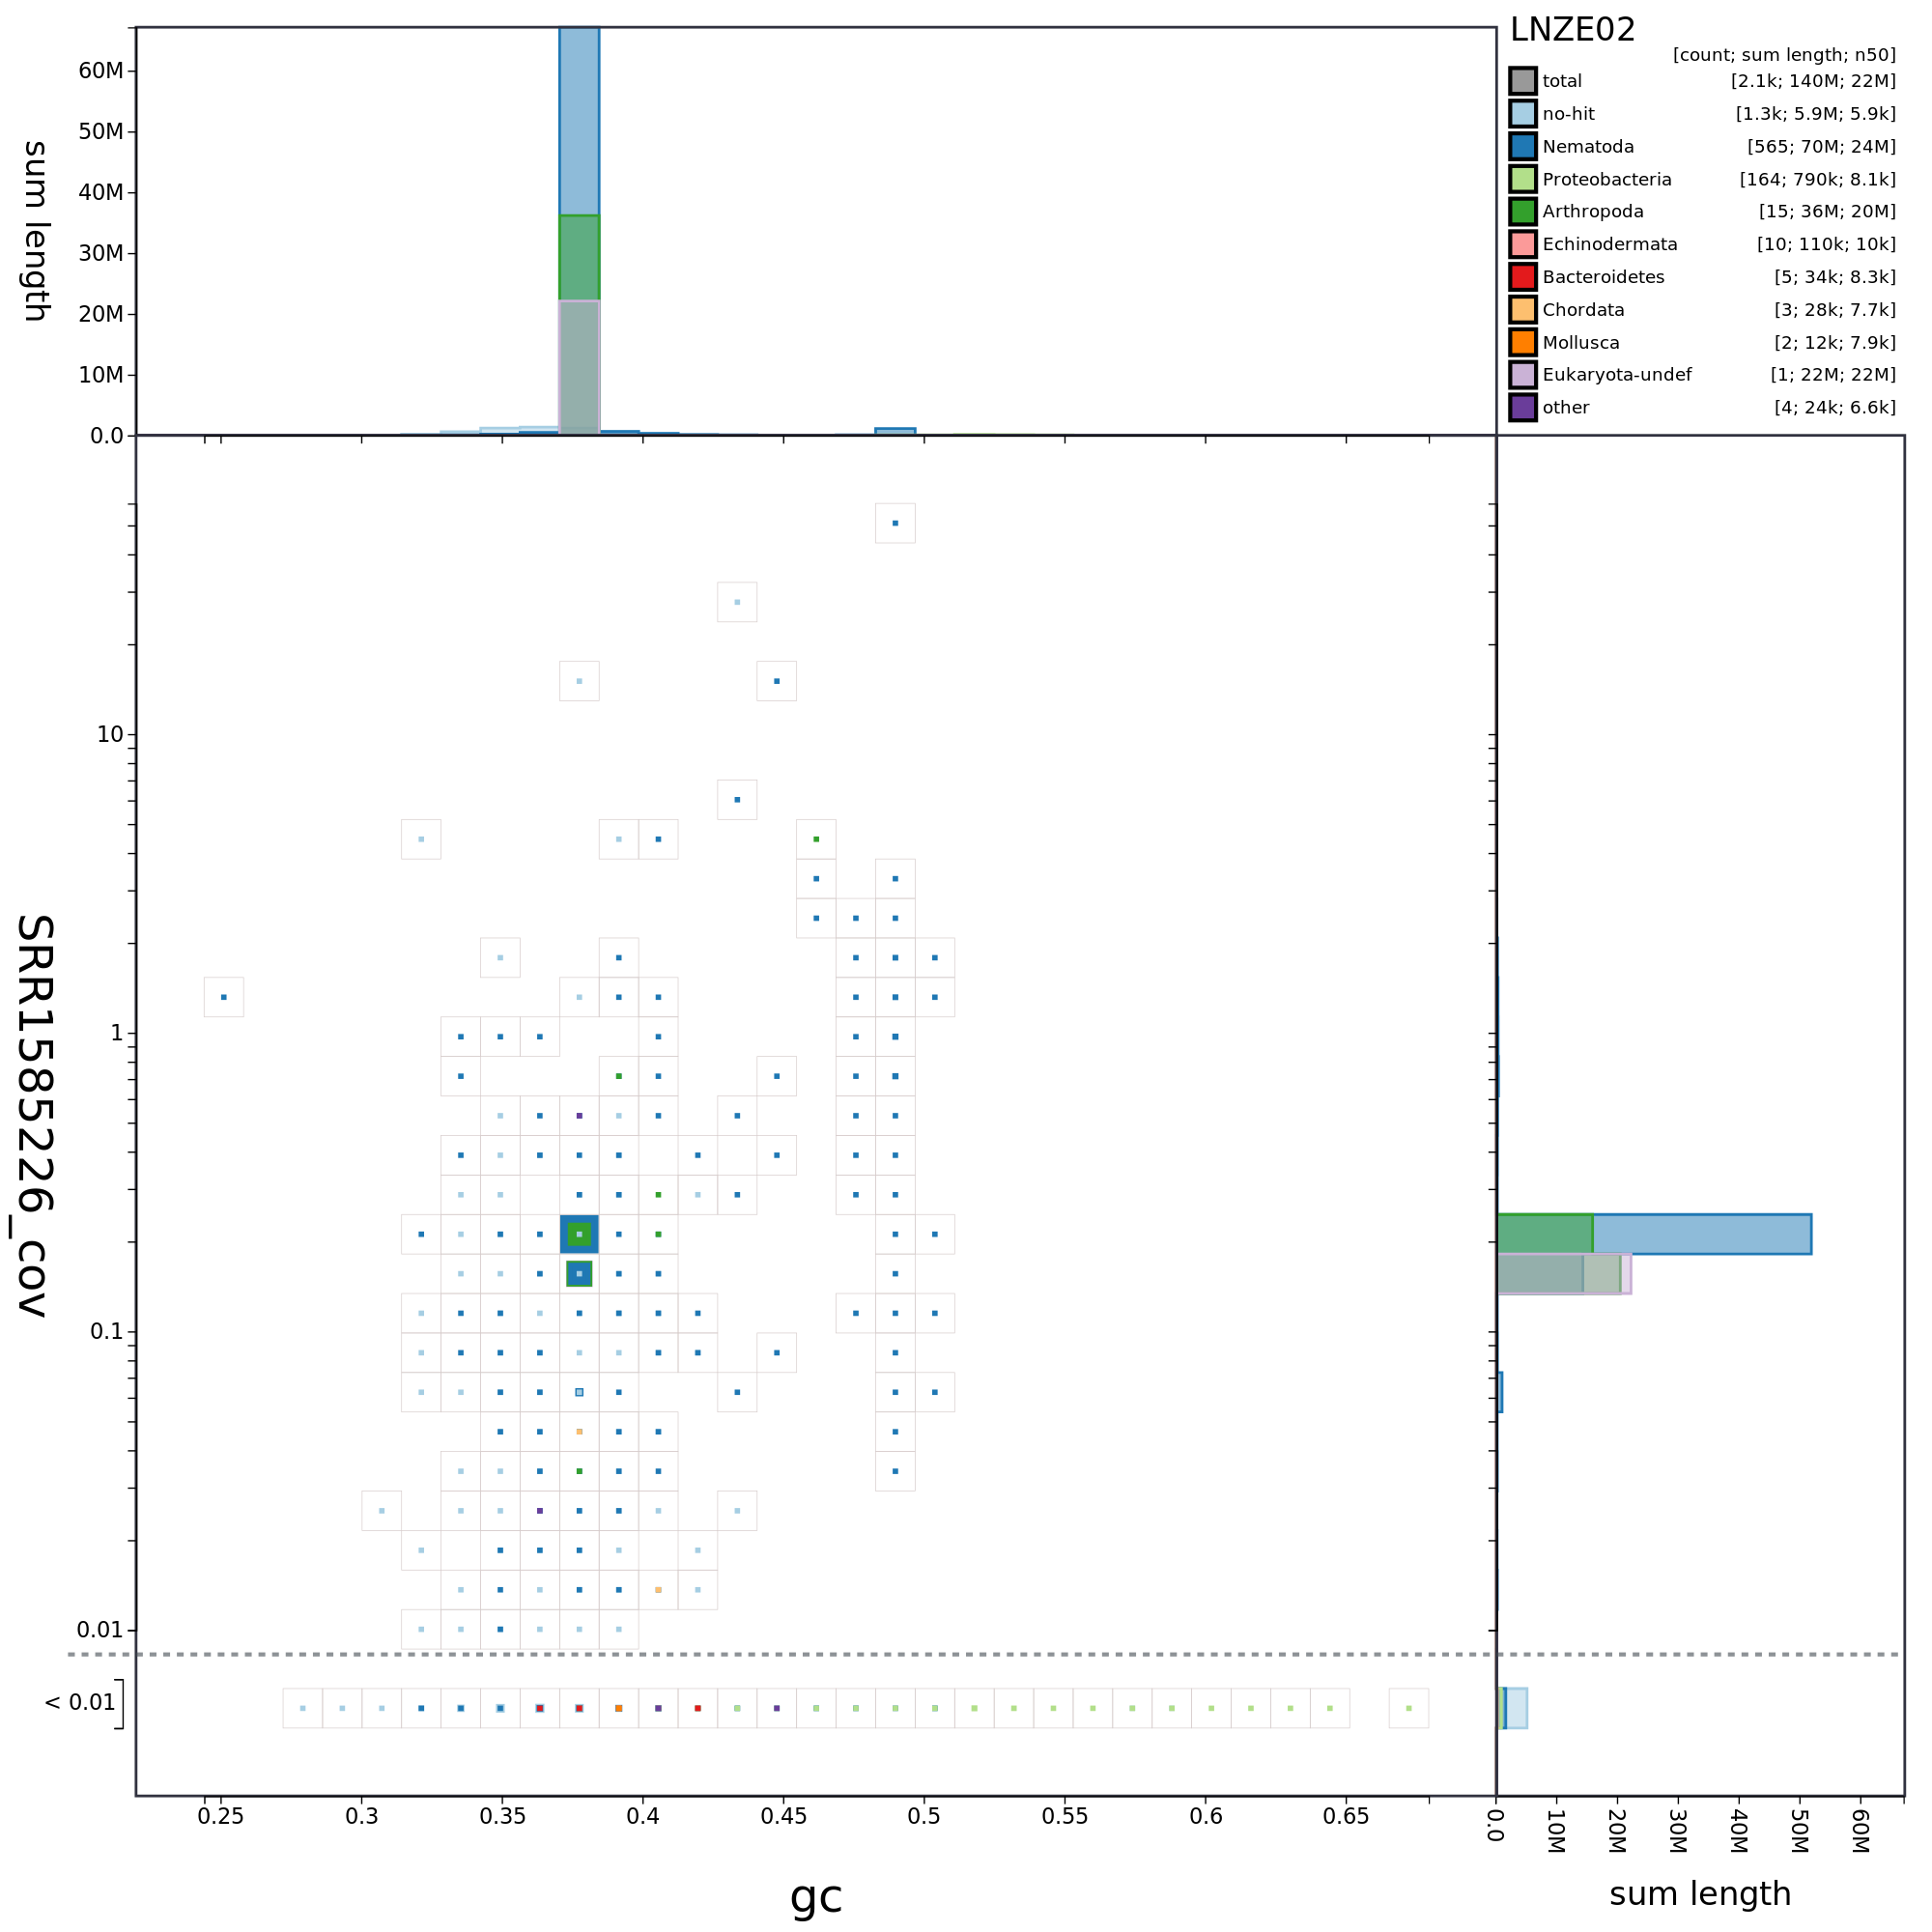 LNZE02
[count; sum length; n50]
total [2.1k; 140M; 22M]
no-hit [1.3k; 5.9M; 5.9k]
Nematoda [565; 70M; 24M]
Proteobacteria [164; 790k; 8.1k]
Arthropoda [15; 36M; 20M]
Echinodermata [10; 110k; 10k]
Bacteroidetes [5; 34k; 8.3k]
Chordata [3; 28k; 7.7k]
Mollusca [2; 12k; 7.9k]
Eukaryota-undef [1; 22M; 22M]
other [4; 24k; 6.6k]
sum length
60M
50M
40M
30M
20M
10M
0.0
SRR1585226_cov
10
1
0.1
0.01
< 0.01
0.25 0.3 0.35 0.4 0.45 0.5 0.55 0.6 0.65
gc
0.0 10M 20M 30M 40M 50M 60M
sum length